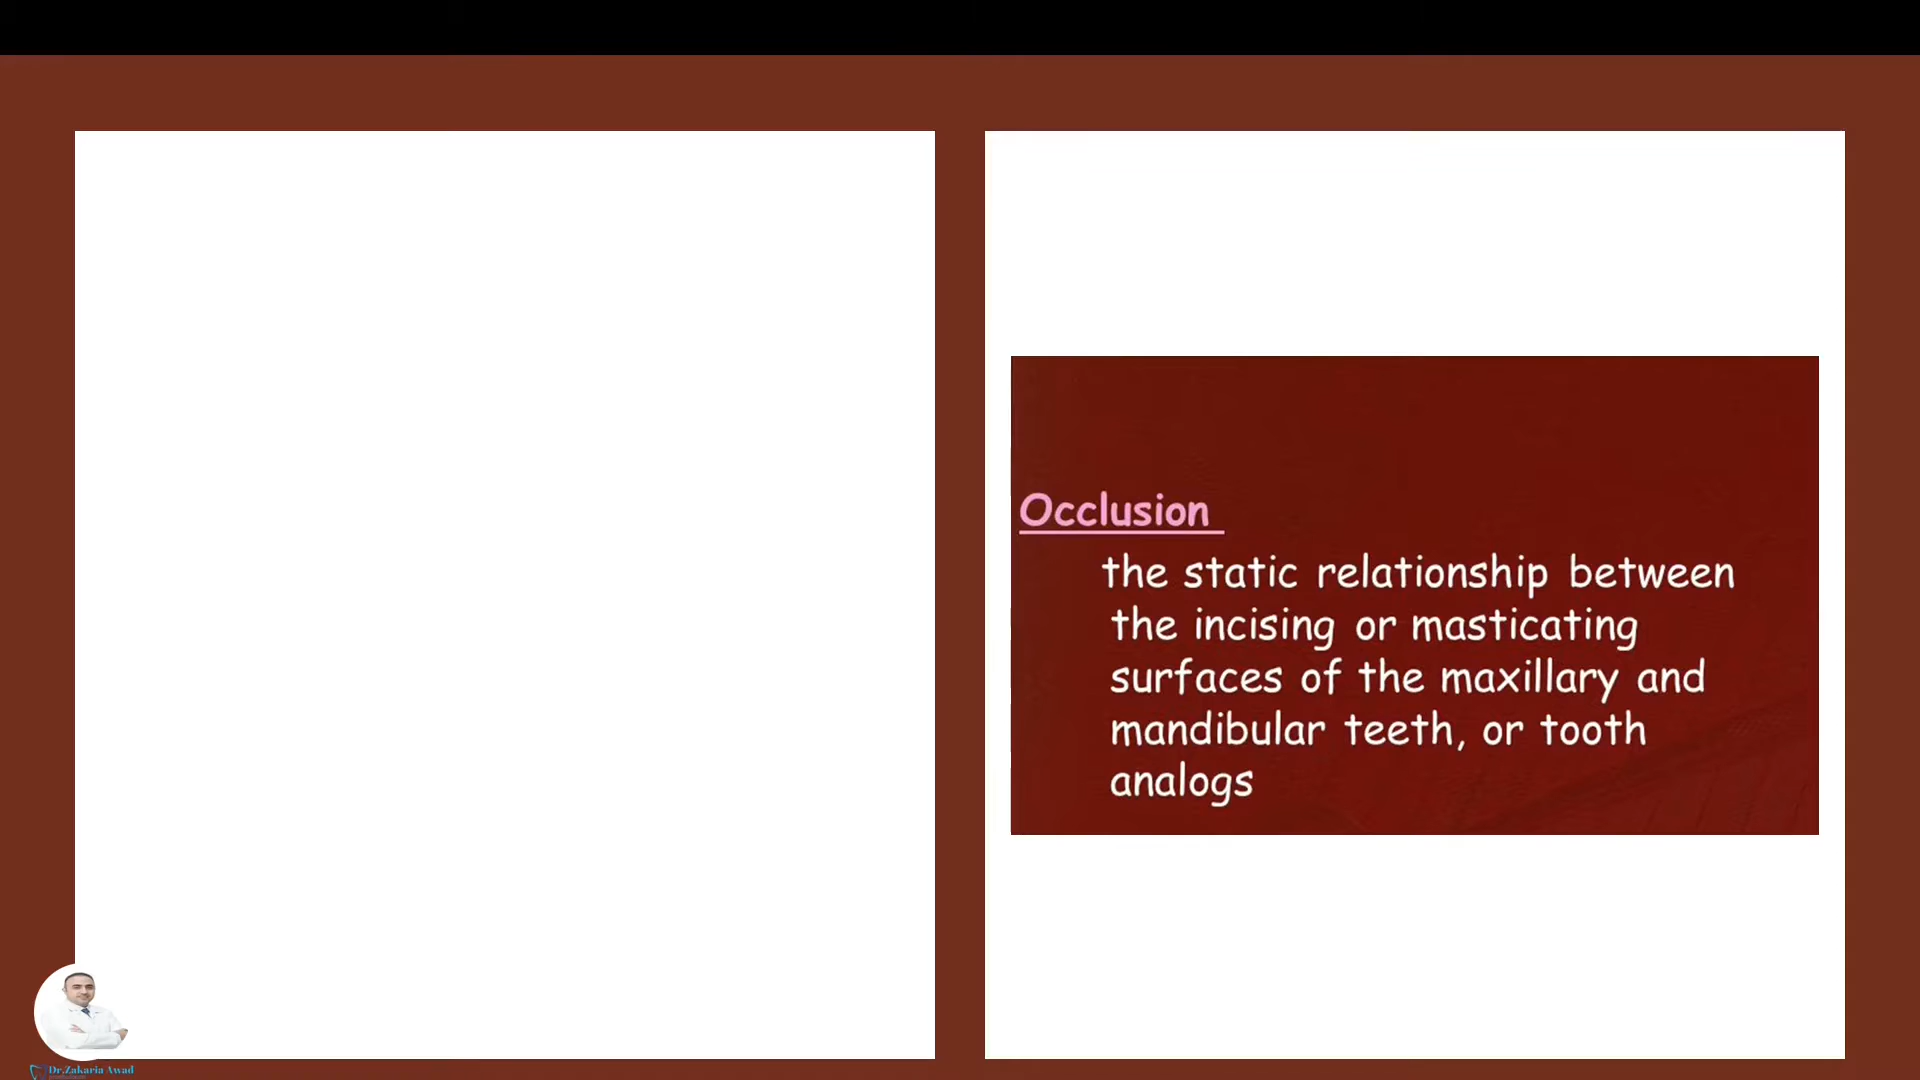 Occlusion
the static relationship between
the incising or masticating
surfaces of the maxillary and
mandibular teeth, or tooth
analogs
Dr.Zakaria Awad